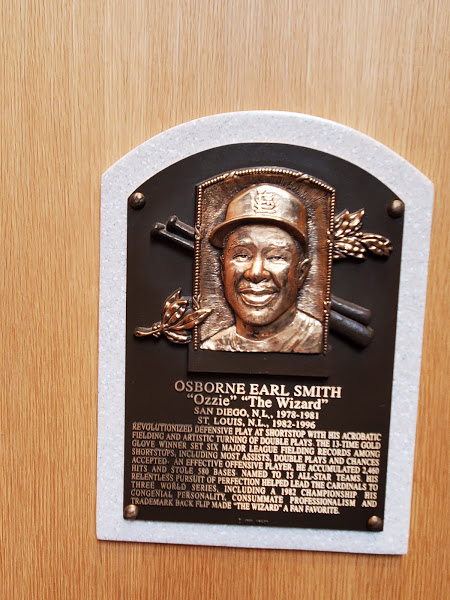 OSBORNE EARL SMITH
"Ozzie" "The Wizard"
SAN DIEGO, N.L., 1978-1981
ST. LOUIS, N.L., 1982-1996
REVOLUTIONIZED DEFENSIVE PLAY AT SHORTSTOP WITH HIS ACROBATIC
FIELDING AND ARTISTIC TURNING OF DOUBLE PLAYS. THE 13-TIME GOLD
GLOVE WINNER SET SIX MAJOR LEAGUE FIELDING RECORDS AMONG
SHORTSTOPS, INCLUDING MOST ASSISTS, DOUBLE PLAYS AND CHANCES
ACCEPTED. AN EFFECTIVE OFFENSIVE PLAYER, HE ACCUMULATED 2,460
HITS AND STOLE 580 BASES. NAMED TO 15 ALL-STAR TEAMS. HIS
RELENTLESS PURSUIT OF PERFECTION HELPED LEAD THE CARDINALS TO
THREE WORLD SERIES, INCLUDING A 1982 CHAMPIONSHIP. HIS
CONGENIAL PERSONALITY, CONSUMMATE PROFESSIONALISM AND
TRADEMARK BACK FLIP MADE "THE WIZARD" A FAN FAVORITE.